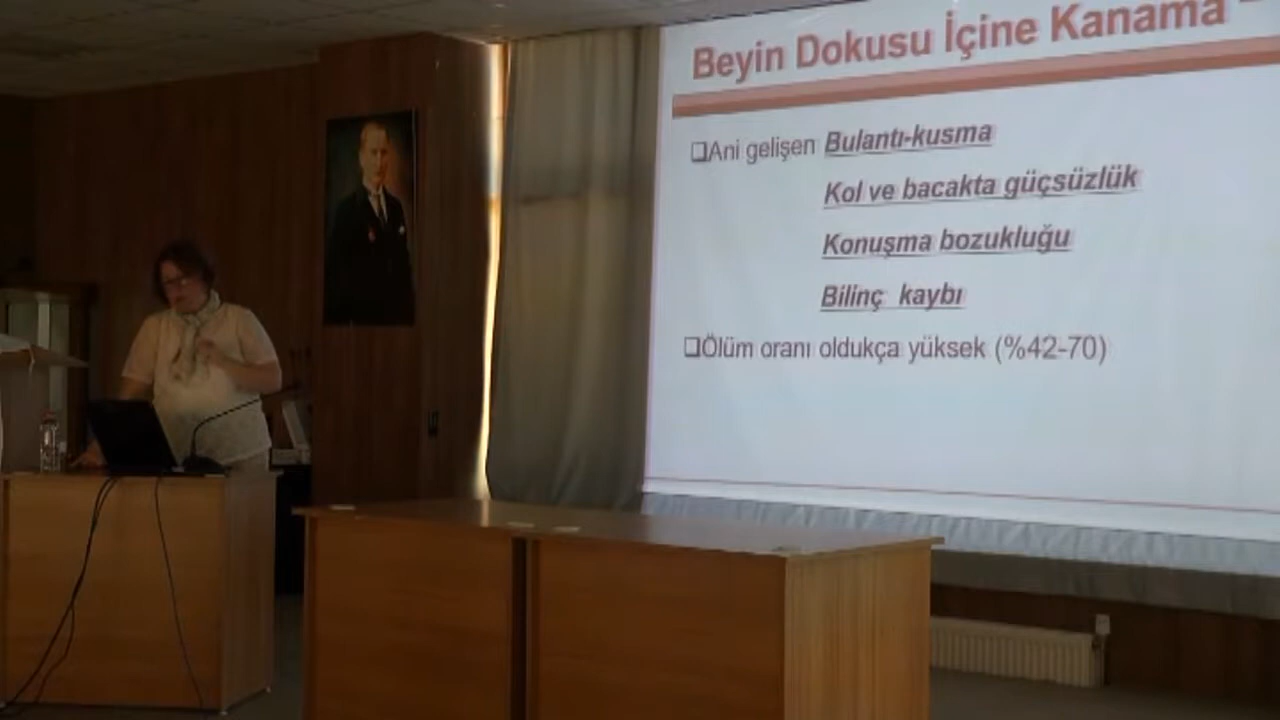 Beyin Dokusu İçine Kanama -
❑Ani gelişen Bulantı-kusma
Kol ve bacakta güçsüzlük
Konuşma bozukluğu
Bilinç kaybı
❑Ölüm oranı oldukça yüksek (%42-70)